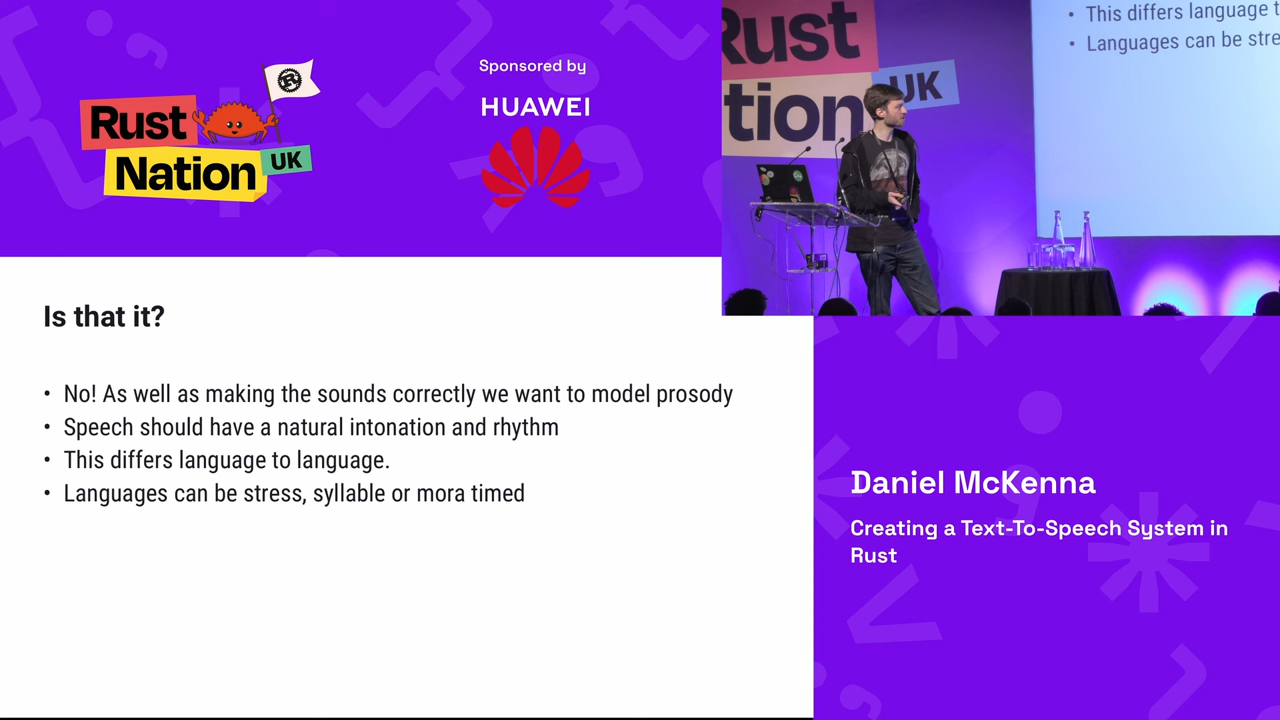 Rust
Nation
UK
Sponsored by
HUAWEI
Rust
tion
UK
This differs language t
Languages can be stre
Is that it?
• No! As well as making the sounds correctly we want to model prosody
• Speech should have a natural intonation and rhythm
• This differs language to language.
• Languages can be stress, syllable or mora timed
Daniel McKenna
Creating a Text-To-Speech System in
Rust